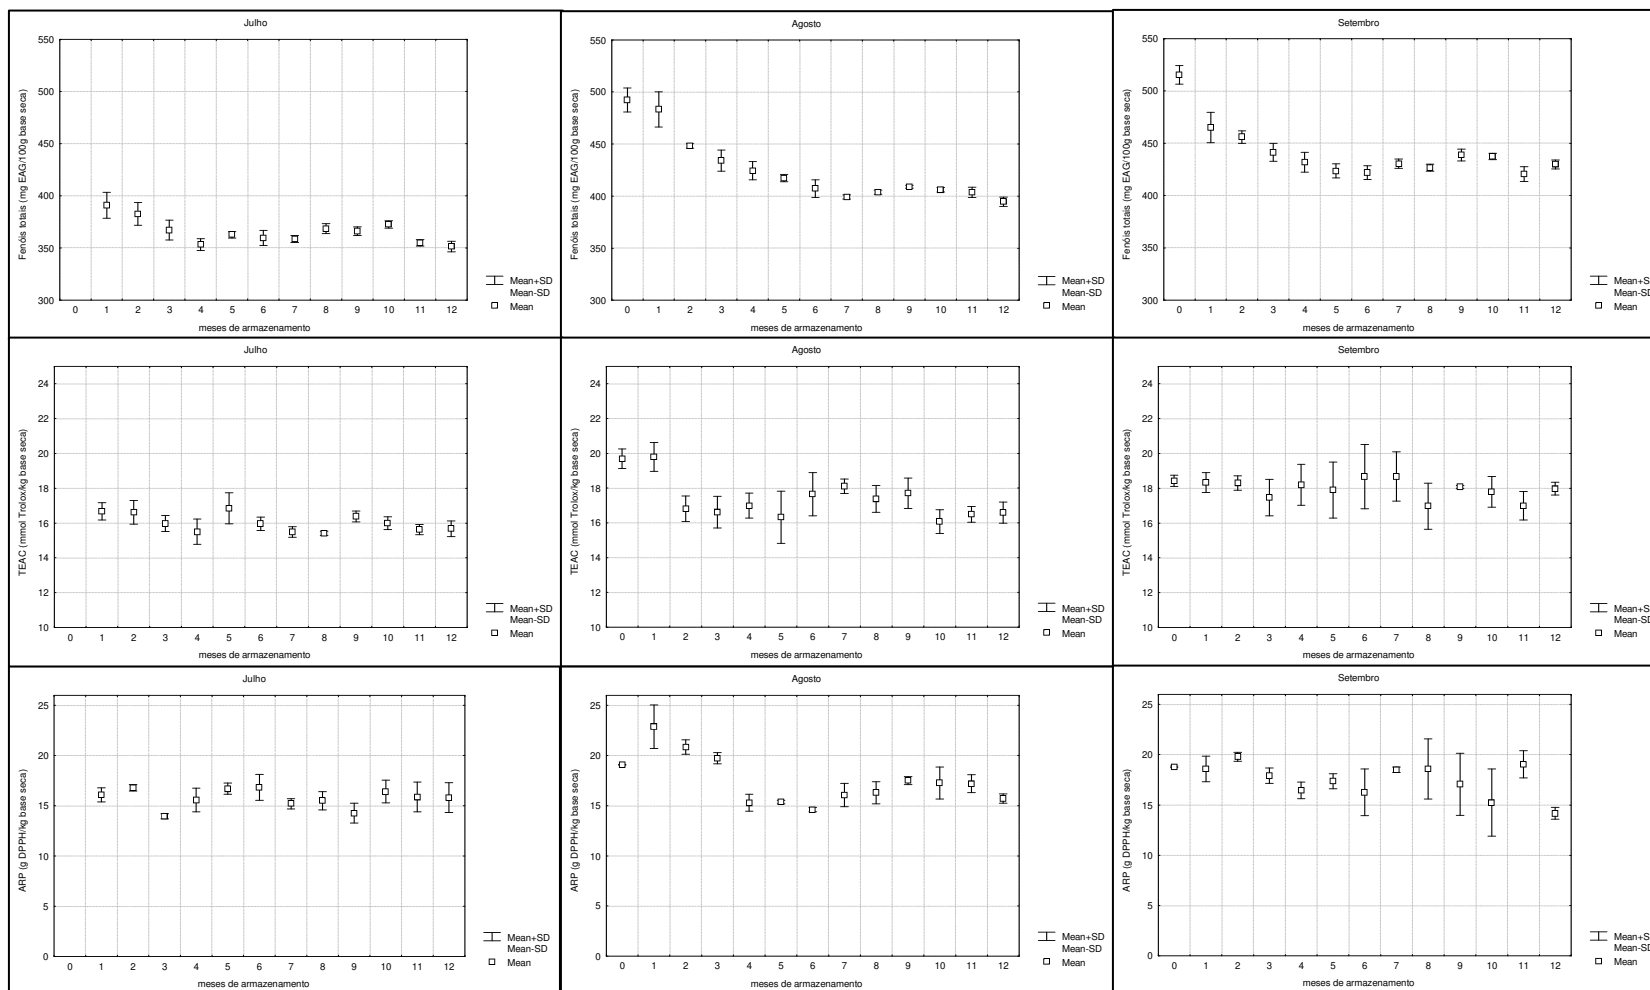 Julho
Fenóis totais (mg EAG/100g base seca)
550
500
450
400
350
300
0 1 2 3 4 5 6 7 8 9 10 11 12
meses de armazenamento
Mean+SD
Mean-SD
Mean
Agosto
Fenóis totais (mg EAG/100g base seca)
550
500
450
400
350
300
0 1 2 3 4 5 6 7 8 9 10 11 12
meses de armazenamento
Mean+SD
Mean-SD
Mean
Setembro
Fenóis totais (mg EAG/100g base seca)
550
500
450
400
350
300
0 1 2 3 4 5 6 7 8 9 10 11 12
meses de armazenamento
Mean+S
Mean-SD
Mean
Julho
TEAC (mmol Trolox/kg base seca)
24
22
20
18
16
14
12
10
0 1 2 3 4 5 6 7 8 9 10 11 12
meses de armazenamento
Mean+SD
Mean-SD
Mean
Agosto
TEAC (mmol Trolox/kg base seca)
24
22
20
18
16
14
12
10
0 1 2 3 4 5 6 7 8 9 10 11 12
meses de armazenamento
Mean+SD
Mean-SD
Mean
Setembro
TEAC (mmol Trolox/kg base seca)
24
22
20
18
16
14
12
10
0 1 2 3 4 5 6 7 8 9 10 11 12
meses de armazenamento
Mean+S
Mean-SD
Mean
Julho
ARP (g DPPH/kg base seca)
25
20
15
10
5
0
0 1 2 3 4 5 6 7 8 9 10 11 12
meses de armazenamento
Mean+SD
Mean-SD
Mean
Agosto
ARP (g DPPH/kg base seca)
25
20
15
10
5
0
0 1 2 3 4 5 6 7 8 9 10 11 12
meses de armazenamento
Mean+SD
Mean-SD
Mean
Setembro
ARP (g DPPH/kg base seca)
25
20
15
10
5
0
0 1 2 3 4 5 6 7 8 9 10 11 12
meses de armazenamento
Mean+S
Mean-SD
Mean